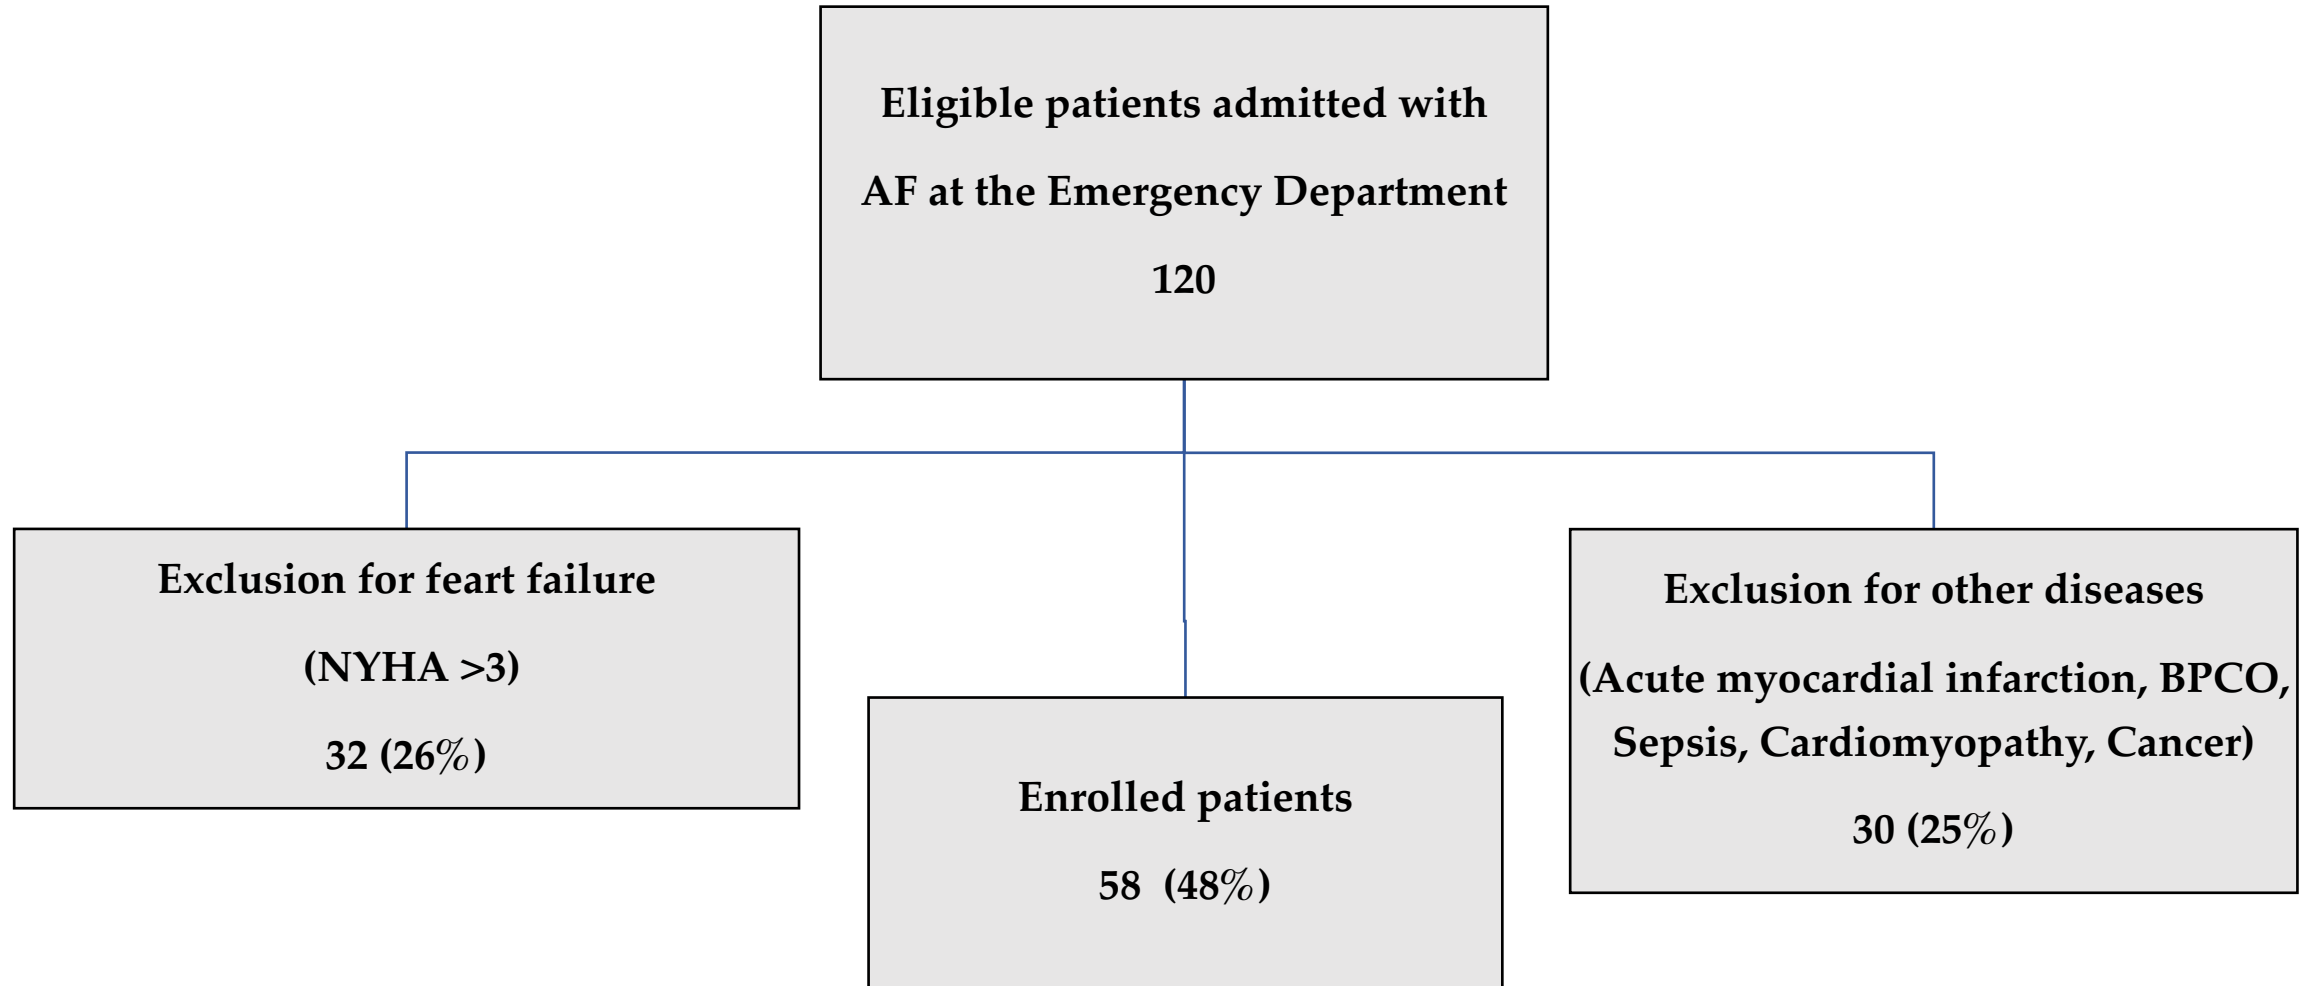 Eligible patients admitted with
AF at the Emergency Department
120
Exclusion for feart failure
(NYHA >3)
32 (26%)
Enrolled patients
58 (48%)
Exclusion for other diseases
(Acute myocardial infarction, BPCO,
Sepsis, Cardiomyopathy, Cancer)
30 (25%)